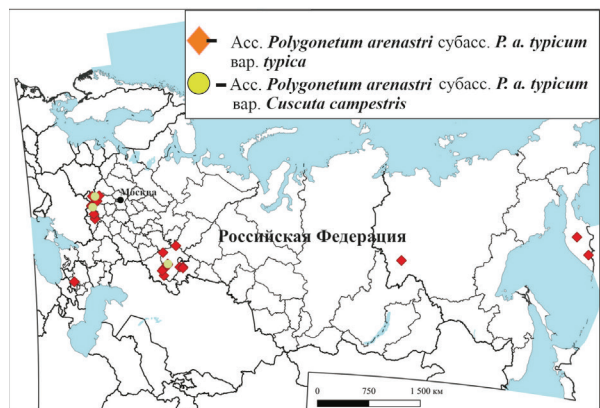 Асс. Polygonetum arenastri субасс. P. a. typicum
вар. typica
Асс. Polygonetum arenastri субасс. P. a. typicum
вар. Cuscuta campestris
Москва
Российская Федерация
0 750 1 500 км